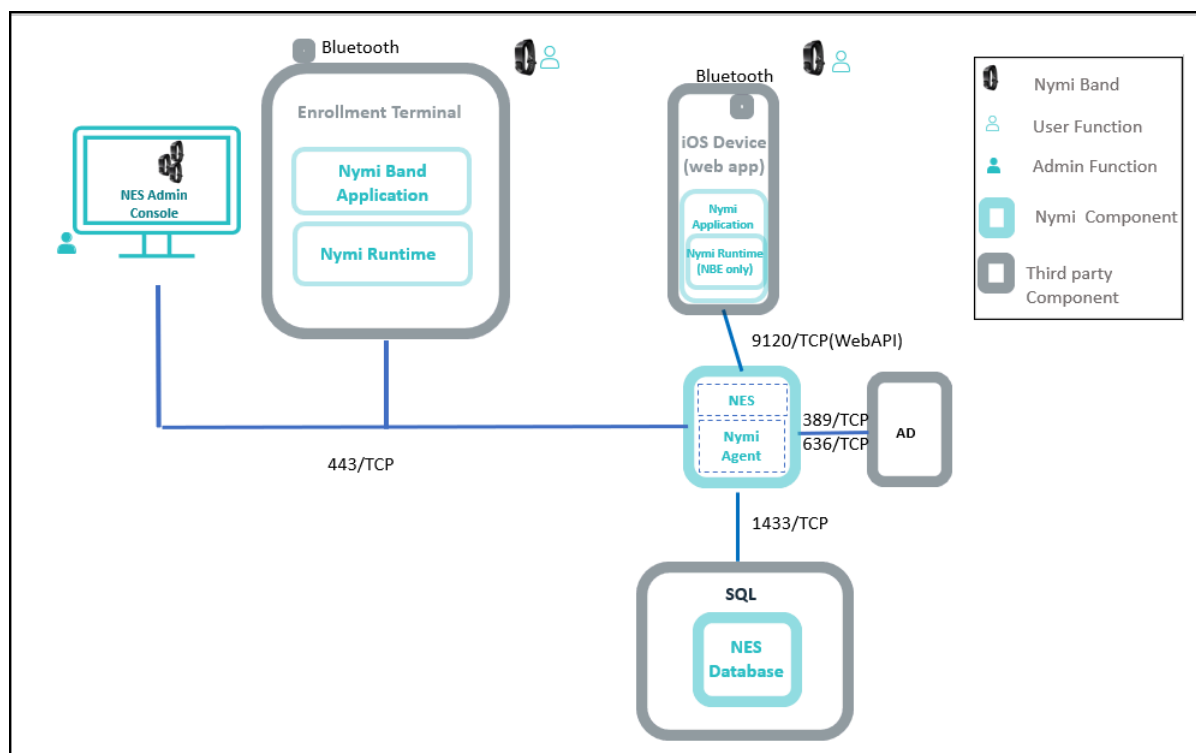 Bluetooth
Enrollment Terminal
Nymi Band
Application
Nymi Runtime
NES Admin
Console
Bluetooth
iOS Device
(web app)
Nymi
Application
Nymi Runtime
(NBE only)
Nymi Band
User Function
Admin Function
Nymi Component
Third party
Component
9120/TCP(WebAPI)
NES
Nymi
Agent
389/TCP
636/TCP
AD
443/TCP
1433/TCP
SQL
NES
Database